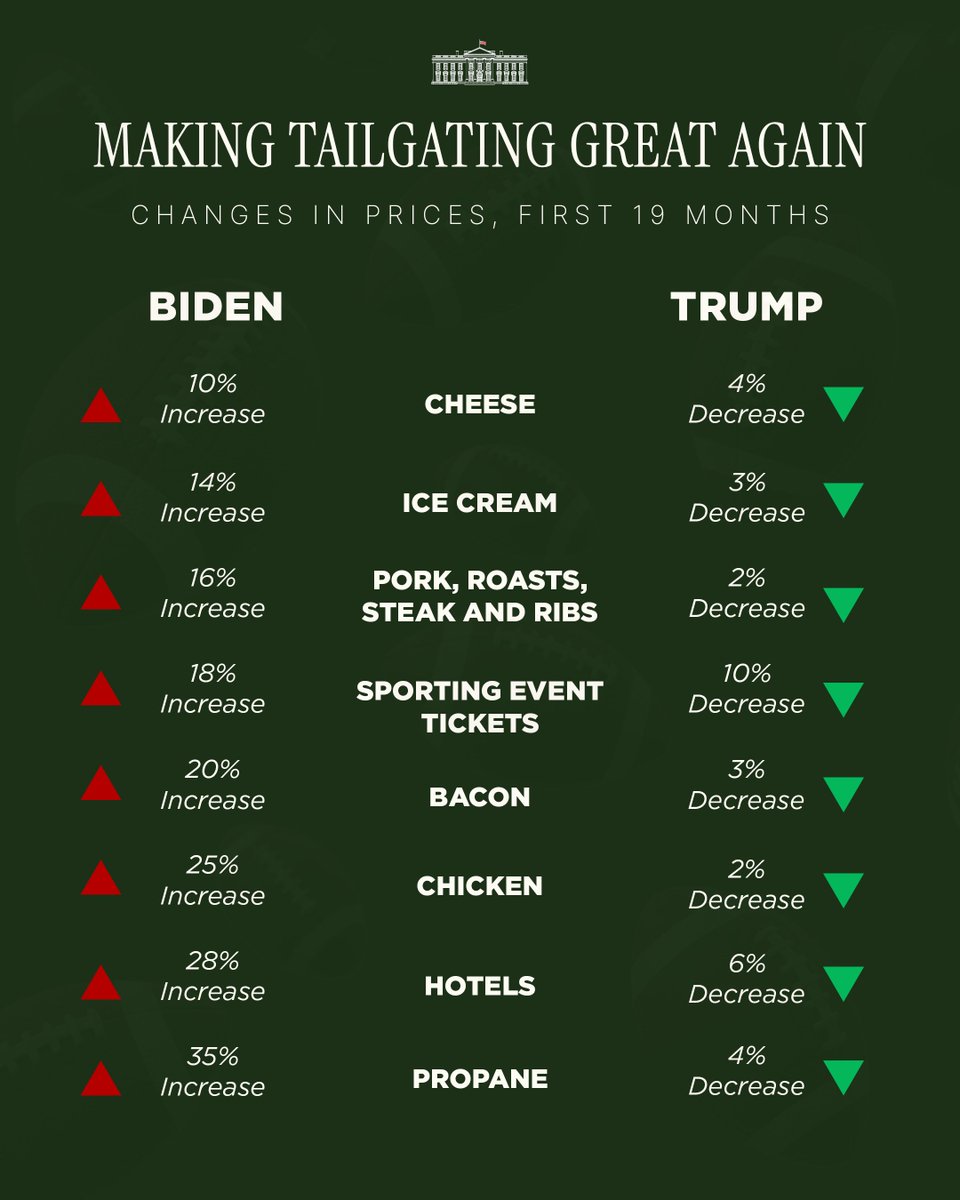 MAKING TAILGATING GREAT AGAIN
CHANGES IN PRICES, FIRST 19 MONTHS
BIDEN
TRUMP
10%
Increase
CHEESE
4%
Decrease
14%
Increase
ICE CREAM
3%
Decrease
16%
Increase
PORK, ROASTS,
STEAK AND RIBS
2%
Decrease
18%
Increase
SPORTING EVENT
TICKETS
10%
Decrease
20%
Increase
BACON
3%
Decrease
25%
Increase
CHICKEN
2%
Decrease
28%
Increase
HOTELS
6%
Decrease
35%
Increase
PROPANE
4%
Decrease